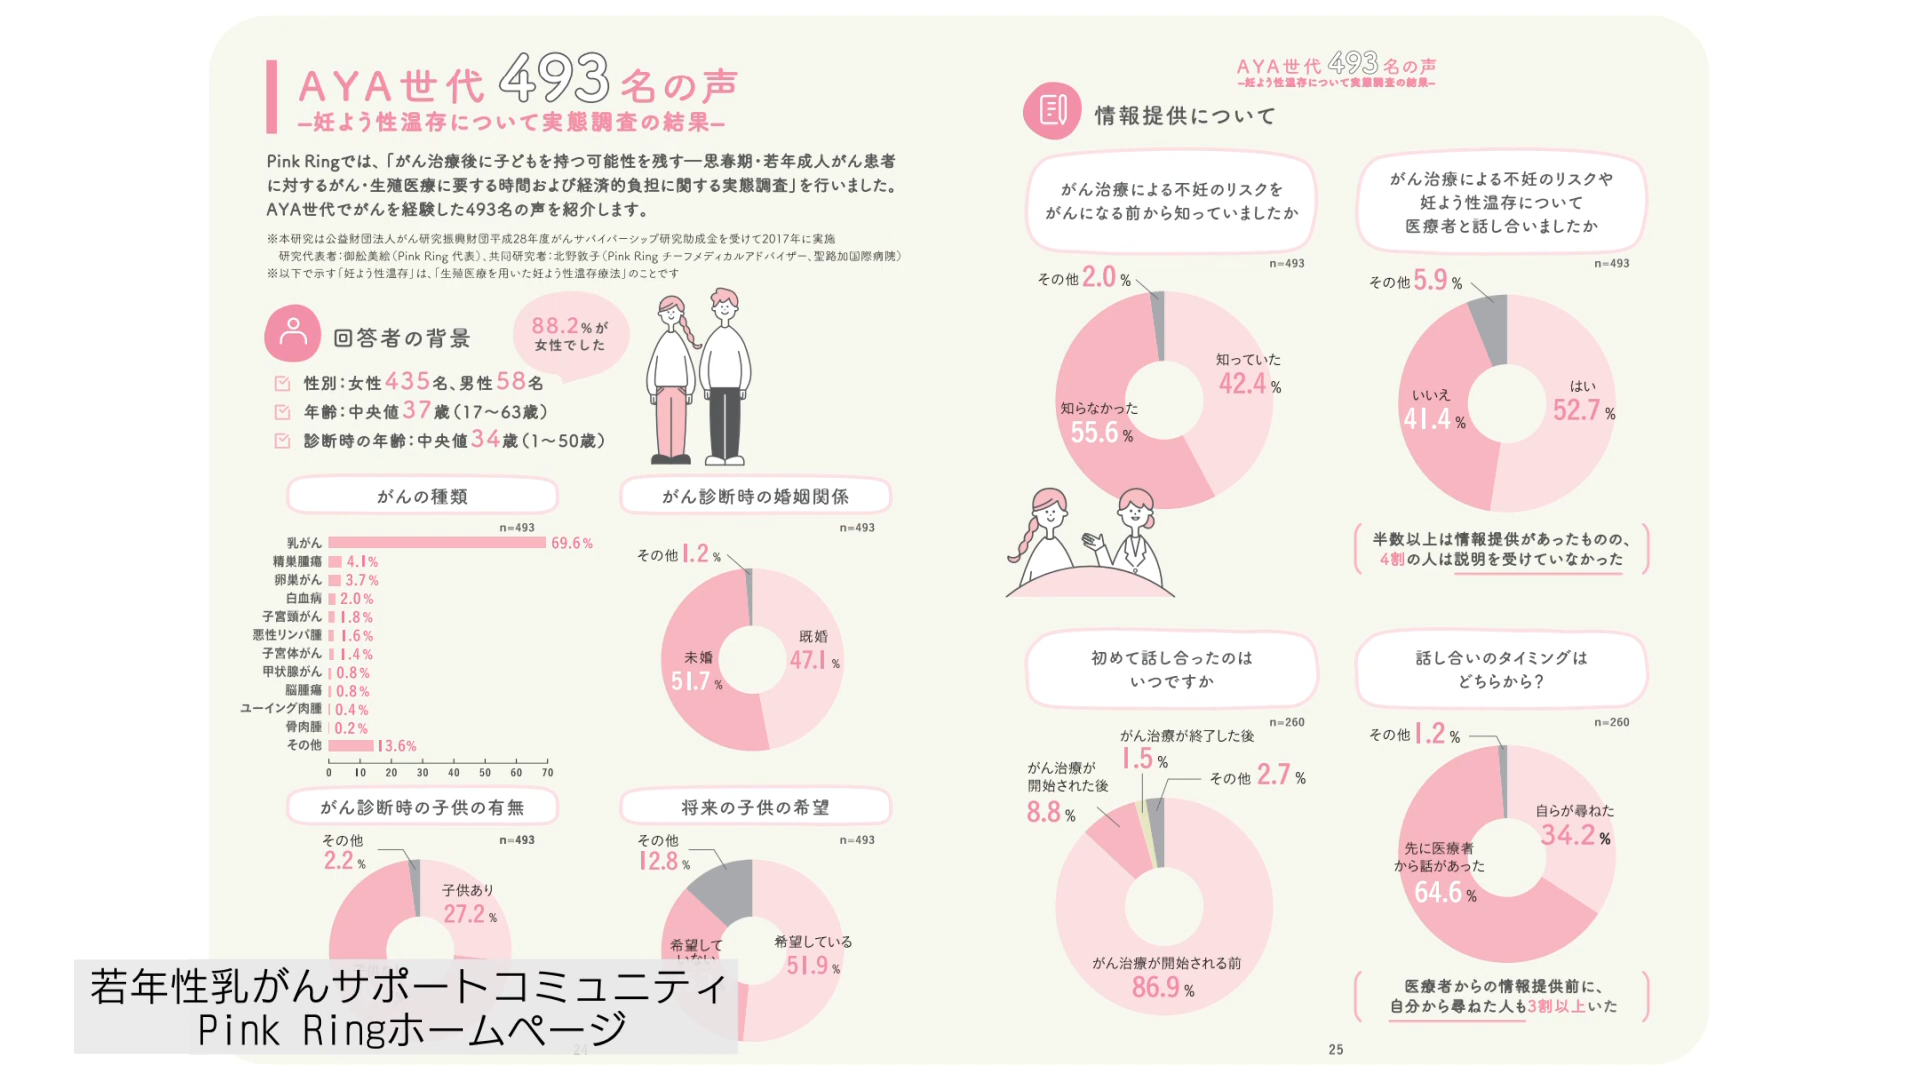 AYA世代 493 名の声
–妊よう性温存について実態調査の結果–
Pink Ringでは、「がん治療後に子どもを持つ可能性を残す―思春期・若年成人がん患者
に対するがん・生殖医療に要する時間および経済的負担に関する実態調査」を行いました。
AYA世代でがんを経験した493名の声を紹介します。
※本研究は公益財団法人がん研究振興財団平成28年度がんサバイバーシップ研究助成金を受けて2017年に実施
研究代表者：御舩美絵（Pink Ring 代表）、共同研究者：北野敦子（Pink Ring チーフメディカルアドバイザー、聖路加国際病院）
※以下で示す「妊よう性温存」は、「生殖医療を用いた妊よう性温存療法」のことです
回答者の背景
88.2%が
女性でした
性別：女性435名、男性58名
年齢：中央値37歳（17〜63歳）
診断時の年齢：中央値34歳（1〜50歳）
がんの種類
n=493
乳がん 69.6%
精巣腫瘍 4.1%
卵巣がん 3.7%
白血病 2.0%
子宮頸がん 1.8%
悪性リンパ腫 1.6%
子宮体がん 1.4%
甲状腺がん 0.8%
脳腫瘍 0.8%
ユーイング肉腫 0.4%
骨肉腫 0.2%
その他 13.6%
0 10 20 30 40 50 60 70
がん診断時の婚姻関係
n=493
その他 1.2 %
既婚
47.1 %
未婚
51.7 %
がん診断時の子供の有無
n=493
その他
2.2 %
子供あり
27.2 %
将来の子供の希望
n=493
その他
12.8 %
希望して
いない
希望している
51.9 %
若年性乳がんサポートコミュニティ
Pink Ringホームページ
24
AYA世代 493 名の声
–妊よう性温存について実態調査の結果–
情報提供について
がん治療による不妊のリスクを
がんになる前から知っていましたか
n=493
その他 2.0 %
知っていた
42.4 %
知らなかった
55.6 %
がん治療による不妊のリスクや
妊よう性温存について
医療者と話し合いましたか
n=493
その他 5.9 %
はい
52.7 %
いいえ
41.4 %
半数以上は情報提供があったものの、
4割の人は説明を受けていなかった
初めて話し合ったのは
いつですか
n=260
がん治療が終了した後
1.5 %
がん治療が
開始された後
8.8 %
その他 2.7 %
がん治療が開始される前
86.9 %
話し合いのタイミングは
どちらから？
n=260
その他 1.2 %
自らが尋ねた
34.2 %
先に医療者
から話があった
64.6 %
医療者からの情報提供前に、
自分から尋ねた人も3割以上いた
25